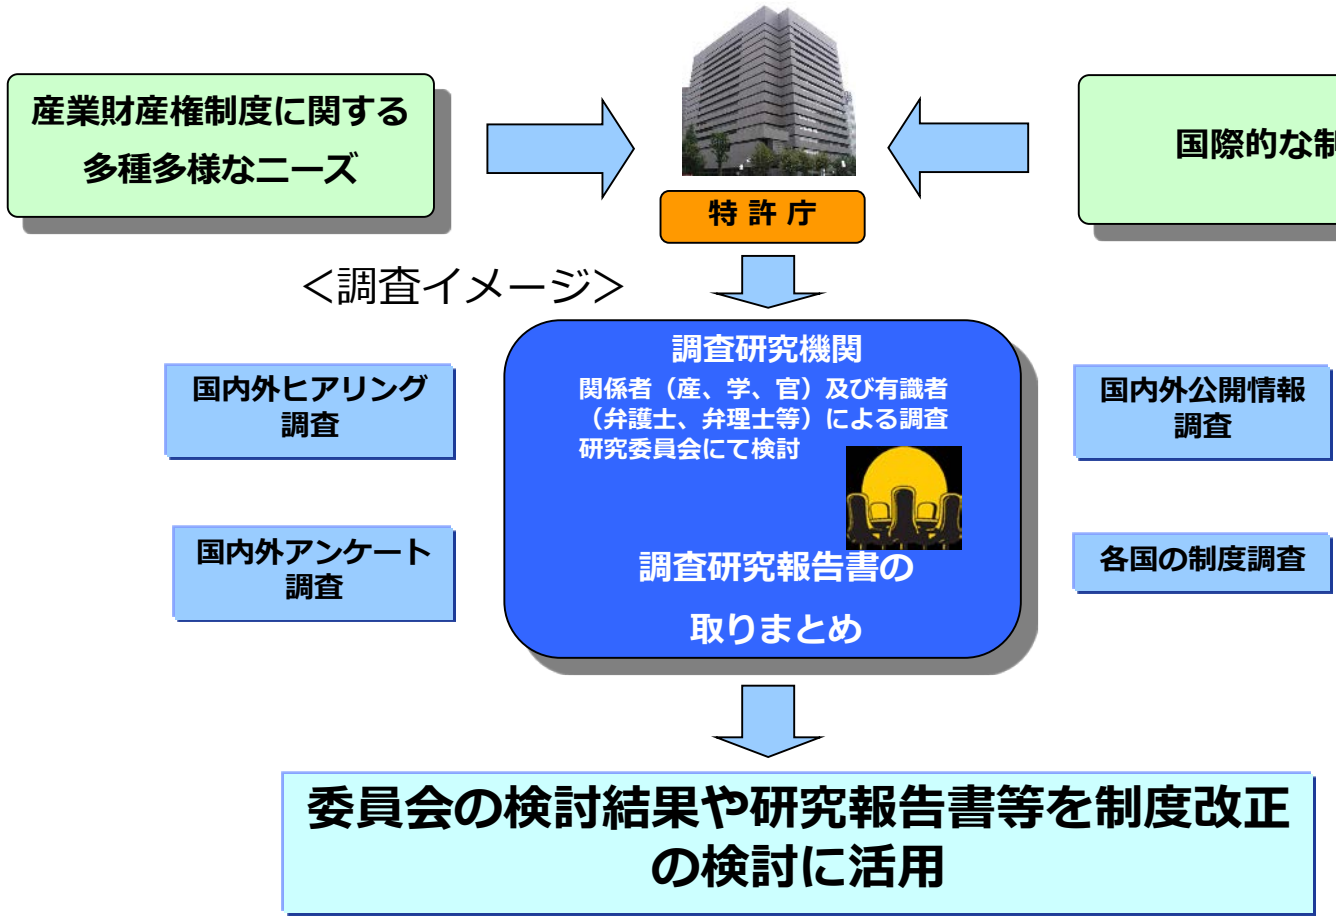 産業財産権制度に関する
多種多様なニーズ
国際的な制
特許庁
＜調査イメージ＞
調査研究機関
関係者（産、学、官）及び有識者
（弁護士、弁理士等）による調査
研究委員会にて検討
調査研究報告書の
取りまとめ
国内外ヒアリング
調査
国内外アンケート
調査
国内外公開情報
調査
各国の制度調査
委員会の検討結果や研究報告書等を制度改正
の検討に活用